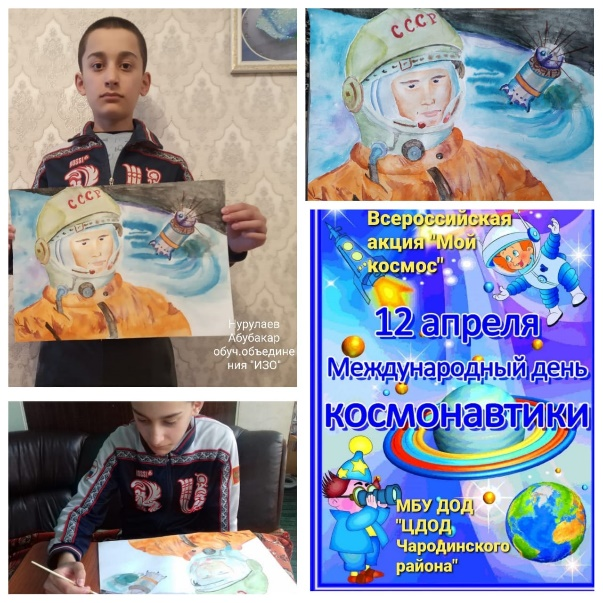 СССР
СССР
Нурулаев
Абубакар
обуч.объедине
ния "ИЗО"
Всероссийская
акция "Мой
космос"
12 апреля
Международный день
космонавтики
МБУ ДОД
"ЦДОД
Чародинского
района"
R U